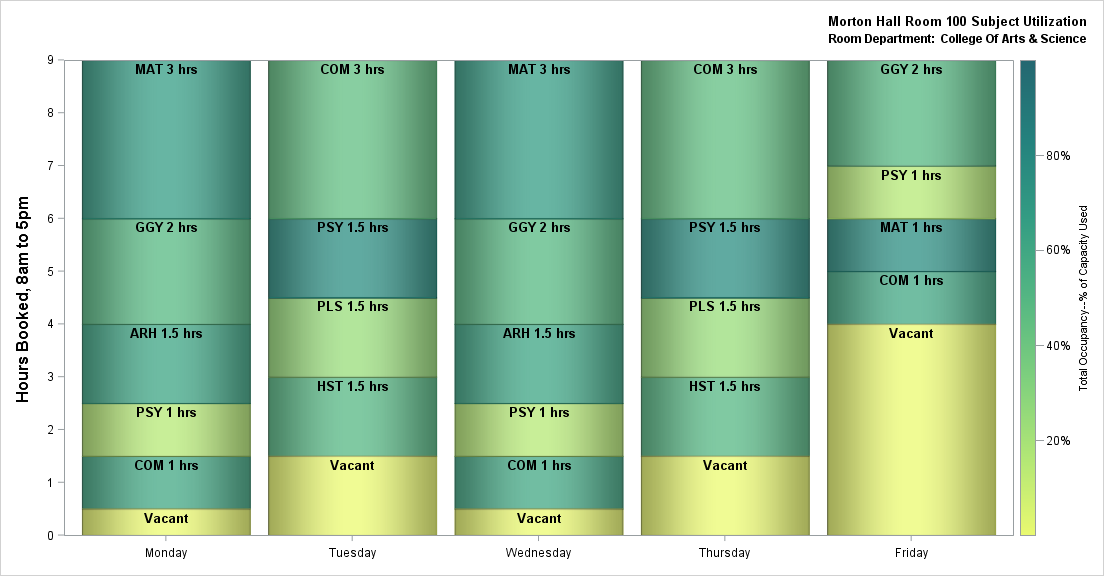 Morton Hall Room 100 Subject Utilization
Room Department: College Of Arts & Science
Hours Booked, 8am to 5pm
9
8
7
6
5
4
3
2
1
0
MAT 3 hrs
GGY 2 hrs
ARH 1.5 hrs
PSY 1 hrs
COM 1 hrs
Vacant
COM 3 hrs
PSY 1.5 hrs
PLS 1.5 hrs
HST 1.5 hrs
Vacant
MAT 3 hrs
GGY 2 hrs
ARH 1.5 hrs
PSY 1 hrs
COM 1 hrs
Vacant
COM 3 hrs
PSY 1.5 hrs
PLS 1.5 hrs
HST 1.5 hrs
Vacant
GGY 2 hrs
PSY 1 hrs
MAT 1 hrs
COM 1 hrs
Vacant
Monday
Tuesday
Wednesday
Thursday
Friday
80%
60%
40%
20%
Total Occupancy--% of Capacity Used